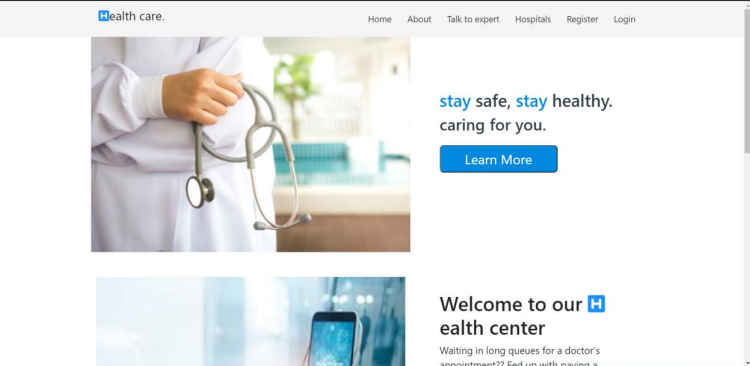 Health care.
Home About Talk to expert Hospitals Register Login
stay safe, stay healthy.
caring for you.
Learn More
Welcome to our H
ealth center
Waiting in long queues for a doctor's
appointment?? Fed up with paying a